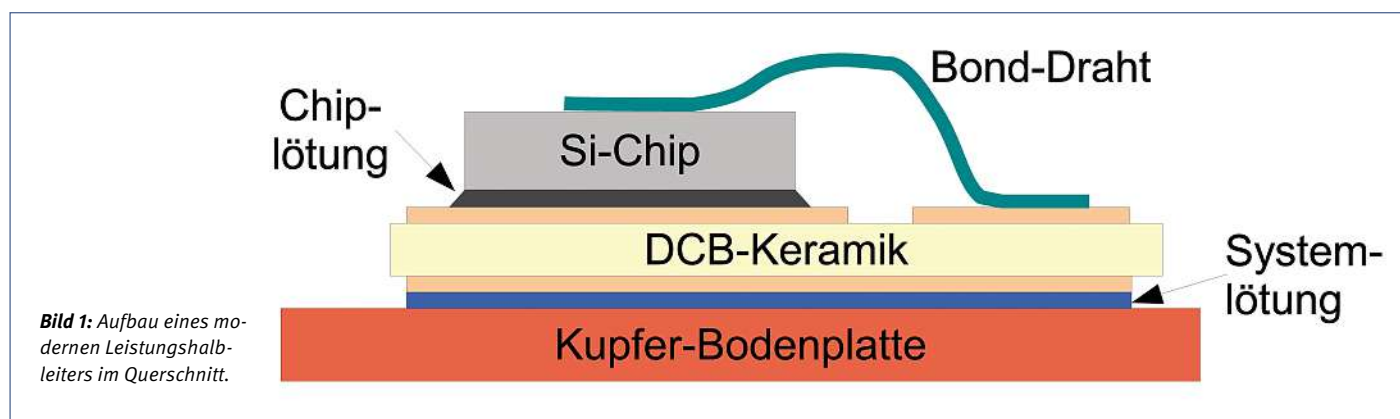 Bond-Draht
Chip-
lötung
Si-Chip
DCB-Keramik
System-
lötung
Kupfer-Bodenplatte
Bild 1: Aufbau eines mo-
dernen Leistungshalb-
leiters im Querschnitt.